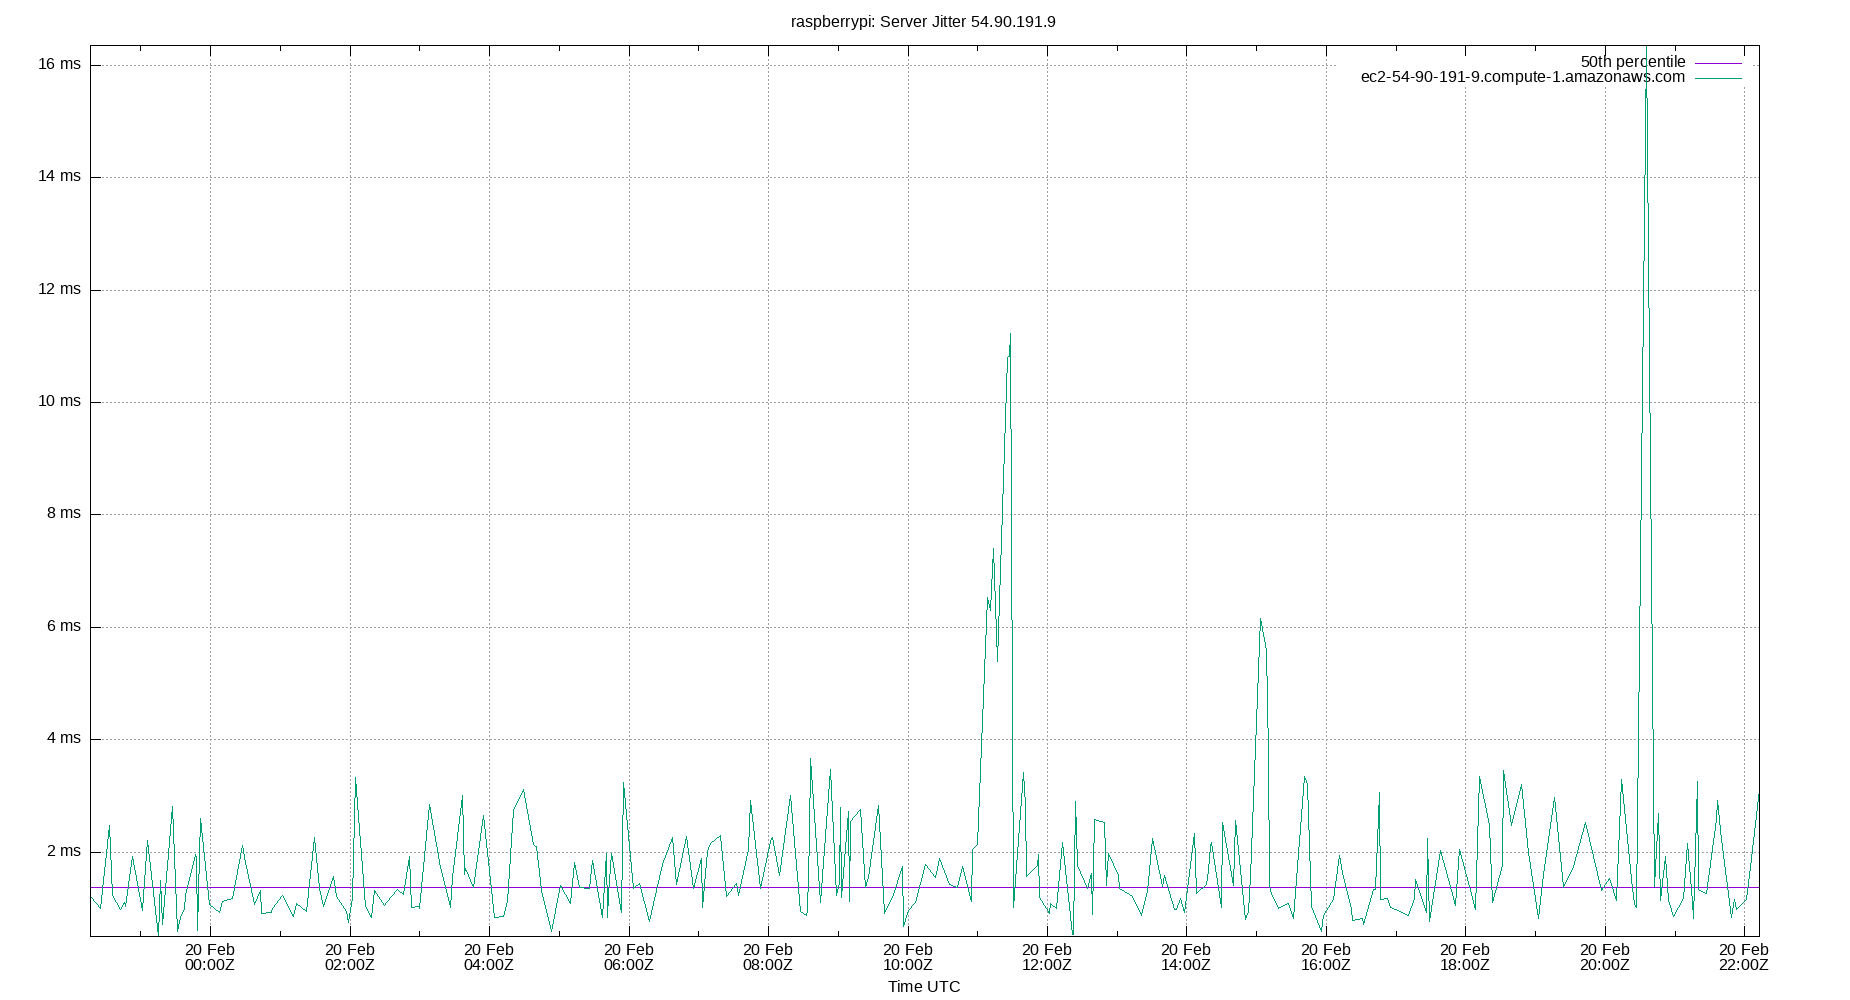 raspberrypi: Server Jitter 54.90.191.9
16 ms
14 ms
12 ms
10 ms
8 ms
6 ms
4 ms
2 ms
50th percentile
ec2-54-90-191-9.compute-1.amazonaws.com
20 Feb 20 Feb 20 Feb 20 Feb 20 Feb 20 Feb 20 Feb 20 Feb 20 Feb 20 Feb 20 Feb 20 Feb
00:00Z 02:00Z 04:00Z 06:00Z 08:00Z 10:00Z 12:00Z 14:00Z 16:00Z 18:00Z 20:00Z 22:00Z
Time UTC